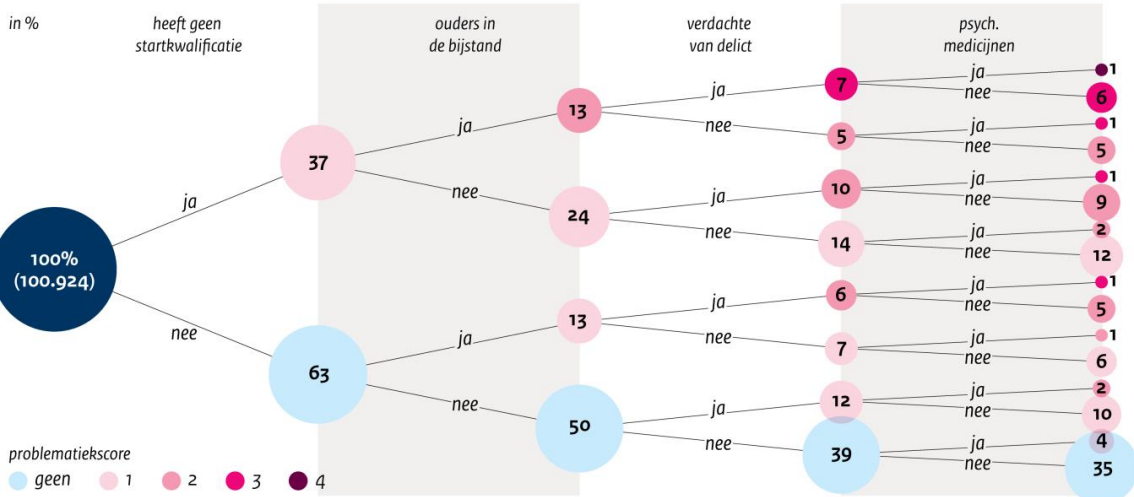 in %
heeft geen
startkwalificatie
ouders in
de bijstand
verdachte
van delict
psych.
medicijnen
100%
(100.924)
ja
nee
37
63
ja
nee
ja
nee
13
24
13
50
ja
nee
ja
nee
ja
nee
ja
nee
7
5
10
14
6
7
12
39
ja
nee
ja
nee
ja
nee
ja
nee
ja
nee
ja
nee
ja
nee
ja
nee
1
6
1
5
1
9
2
12
1
5
1
6
2
10
4
35
problematiekscore
geen 1 2 3 4